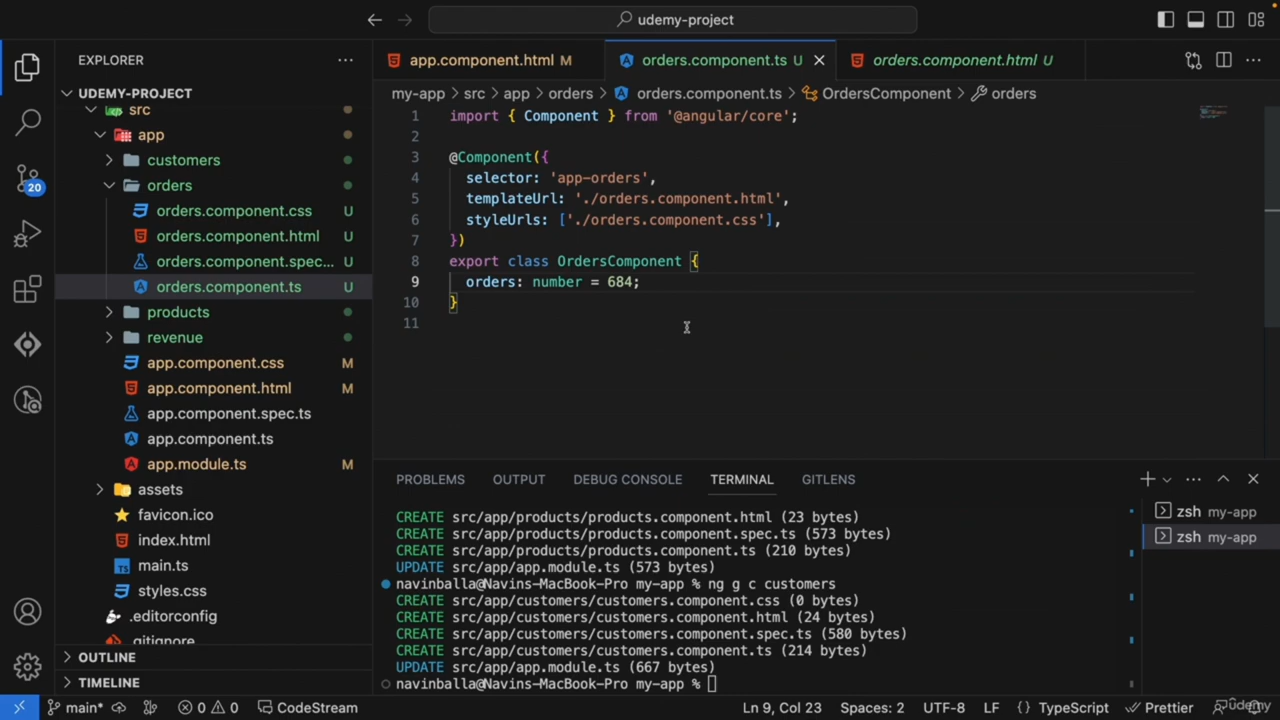 udemy-project
EXPLORER
UDEMY-PROJECT
src
app
customers
orders
orders.component.css U
orders.component.html U
orders.component.spec... U
orders.component.ts U
products
revenue
app.component.css M
app.component.html M
app.component.spec.ts
app.component.ts
app.module.ts M
assets
favicon.ico
index.html
main.ts
styles.css
.editorconfig
.gitignore
OUTLINE
TIMELINE
20
app.component.html M
orders.component.ts U
orders.component.html U
my-app > src > app > orders > orders.component.ts > OrdersComponent > orders
1 import { Component } from '@angular/core';
2
3 @Component({
4 selector: 'app-orders',
5 templateUrl: './orders.component.html',
6 styleUrls: ['./orders.component.css'],
7 })
8 export class OrdersComponent {
9 orders: number = 684;
10 }
11
PROBLEMS OUTPUT DEBUG CONSOLE TERMINAL GITLENS
CREATE src/app/products/products.component.html (23 bytes)
CREATE src/app/products/products.component.spec.ts (573 bytes)
CREATE src/app/products/products.component.ts (210 bytes)
UPDATE src/app/app.module.ts (573 bytes)
navinballa@Navins-MacBook-Pro my-app % ng g c customers
CREATE src/app/customers/customers.component.css (0 bytes)
CREATE src/app/customers/customers.component.html (24 bytes)
CREATE src/app/customers/customers.component.spec.ts (580 bytes)
CREATE src/app/customers/customers.component.ts (214 bytes)
UPDATE src/app/app.module.ts (667 bytes)
navinballa@Navins-MacBook-Pro my-app %
zsh my-app
zsh my-app
main* 0 0 CodeStream Ln 9, Col 23 Spaces: 2 UTF-8 LF {} TypeScript Prettier
Udemy